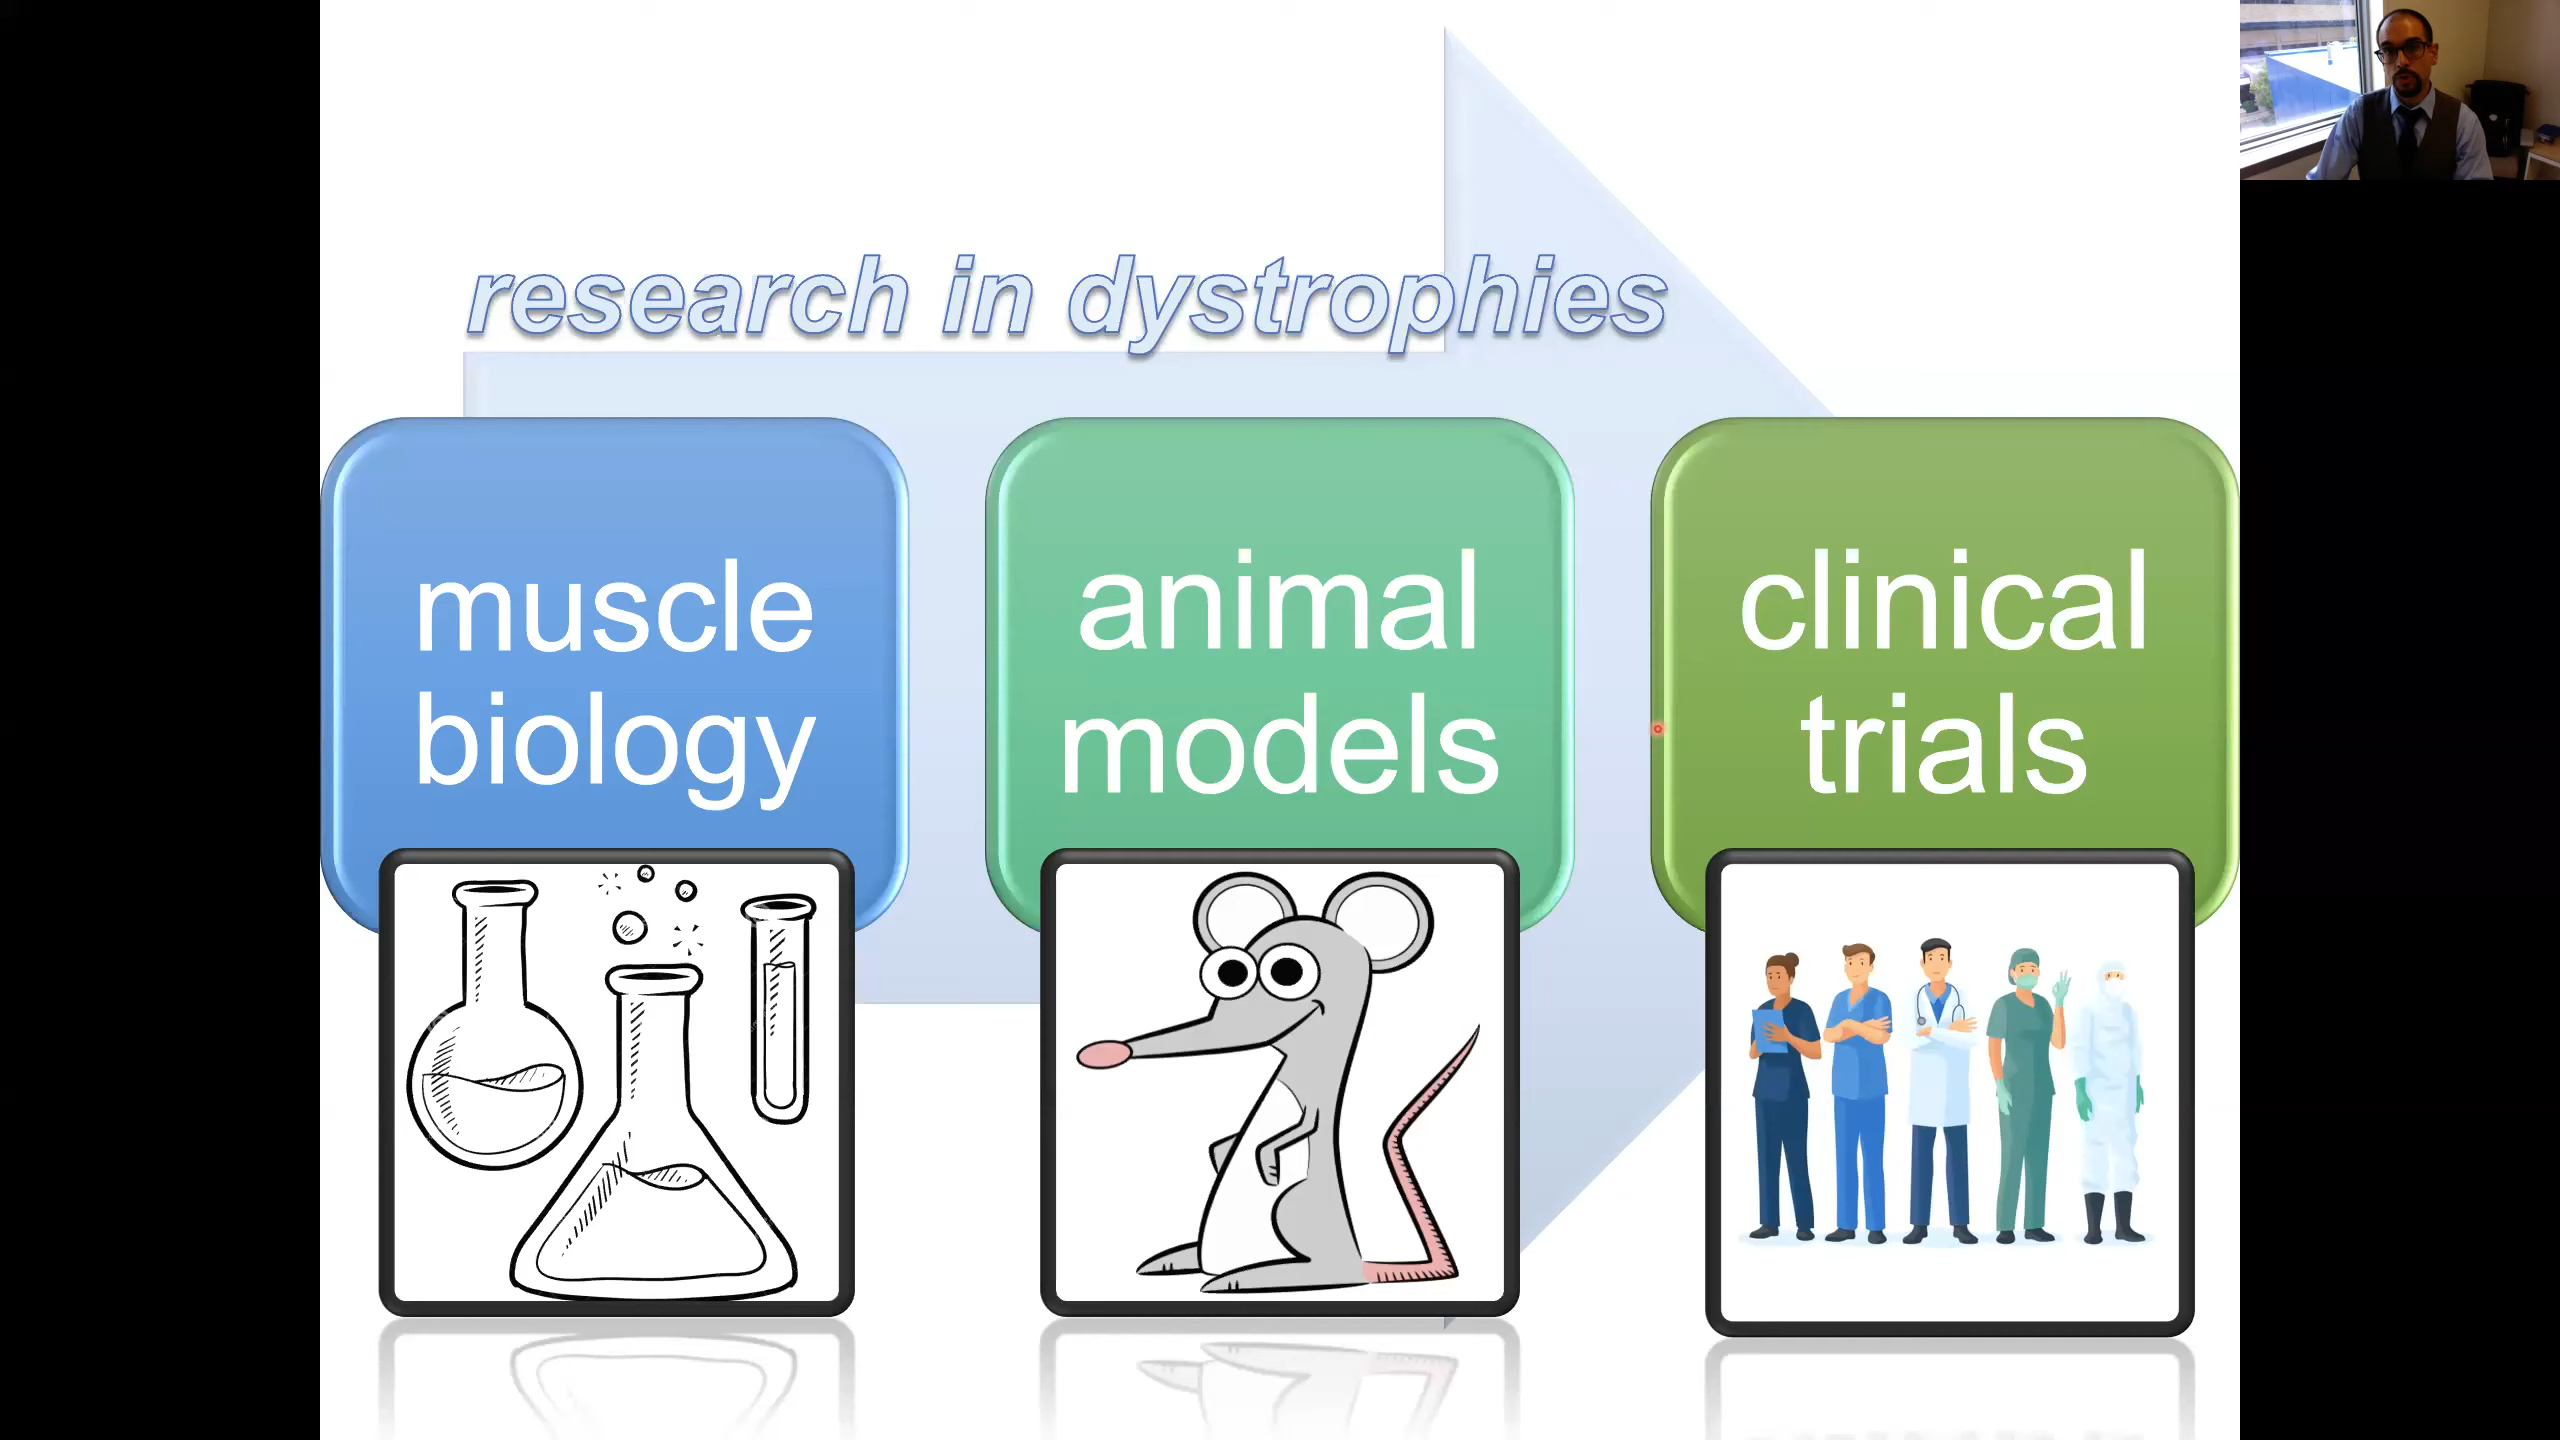 research in dystrophies
muscle
biology
animal
models
clinical
trials